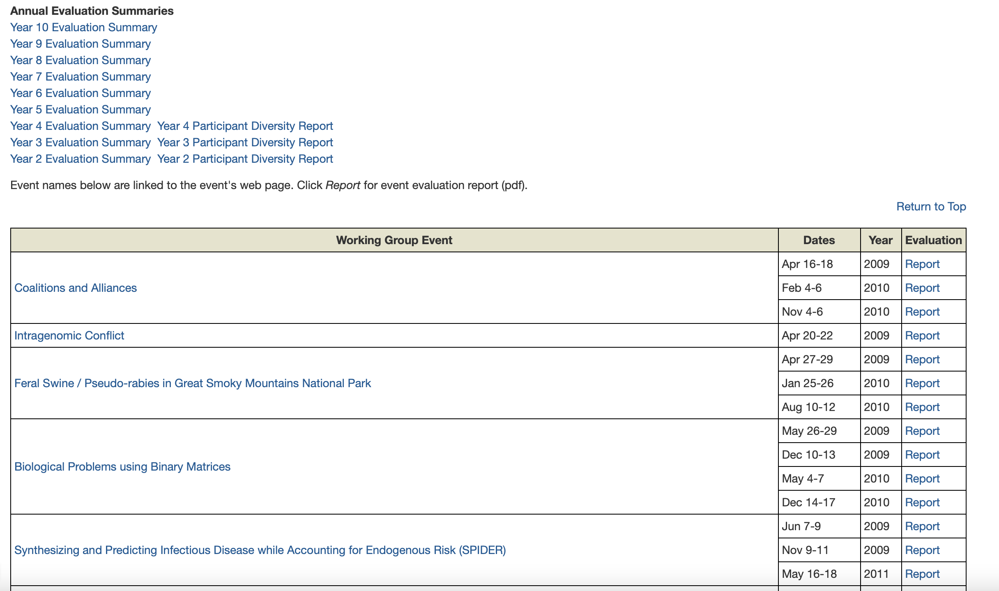 Annual Evaluation Summaries
Year 10 Evaluation Summary
Year 9 Evaluation Summary
Year 8 Evaluation Summary
Year 7 Evaluation Summary
Year 6 Evaluation Summary
Year 5 Evaluation Summary
Year 4 Evaluation Summary Year 4 Participant Diversity Report
Year 3 Evaluation Summary Year 3 Participant Diversity Report
Year 2 Evaluation Summary Year 2 Participant Diversity Report
Event names below are linked to the event's web page. Click Report for event evaluation report (pdf).
Return to Top
Working Group Event Dates Year Evaluation
Coalitions and Alliances
Apr 16-18 2009 Report
Feb 4-6 2010 Report
Nov 4-6 2010 Report
Intragenomic Conflict Apr 20-22 2009 Report
Feral Swine / Pseudo-rabies in Great Smoky Mountains National Park
Apr 27-29 2009 Report
Jan 25-26 2010 Report
Aug 10-12 2010 Report
Biological Problems using Binary Matrices
May 26-29 2009 Report
Dec 10-13 2009 Report
May 4-7 2010 Report
Dec 14-17 2010 Report
Synthesizing and Predicting Infectious Disease while Accounting for Endogenous Risk (SPIDER)
Jun 7-9 2009 Report
Nov 9-11 2009 Report
May 16-18 2011 Report